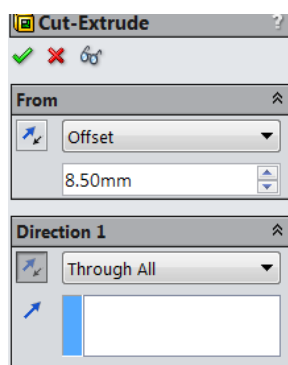 Cut-Extrude ?
From
Offset
8.50mm
Direction 1
Through All